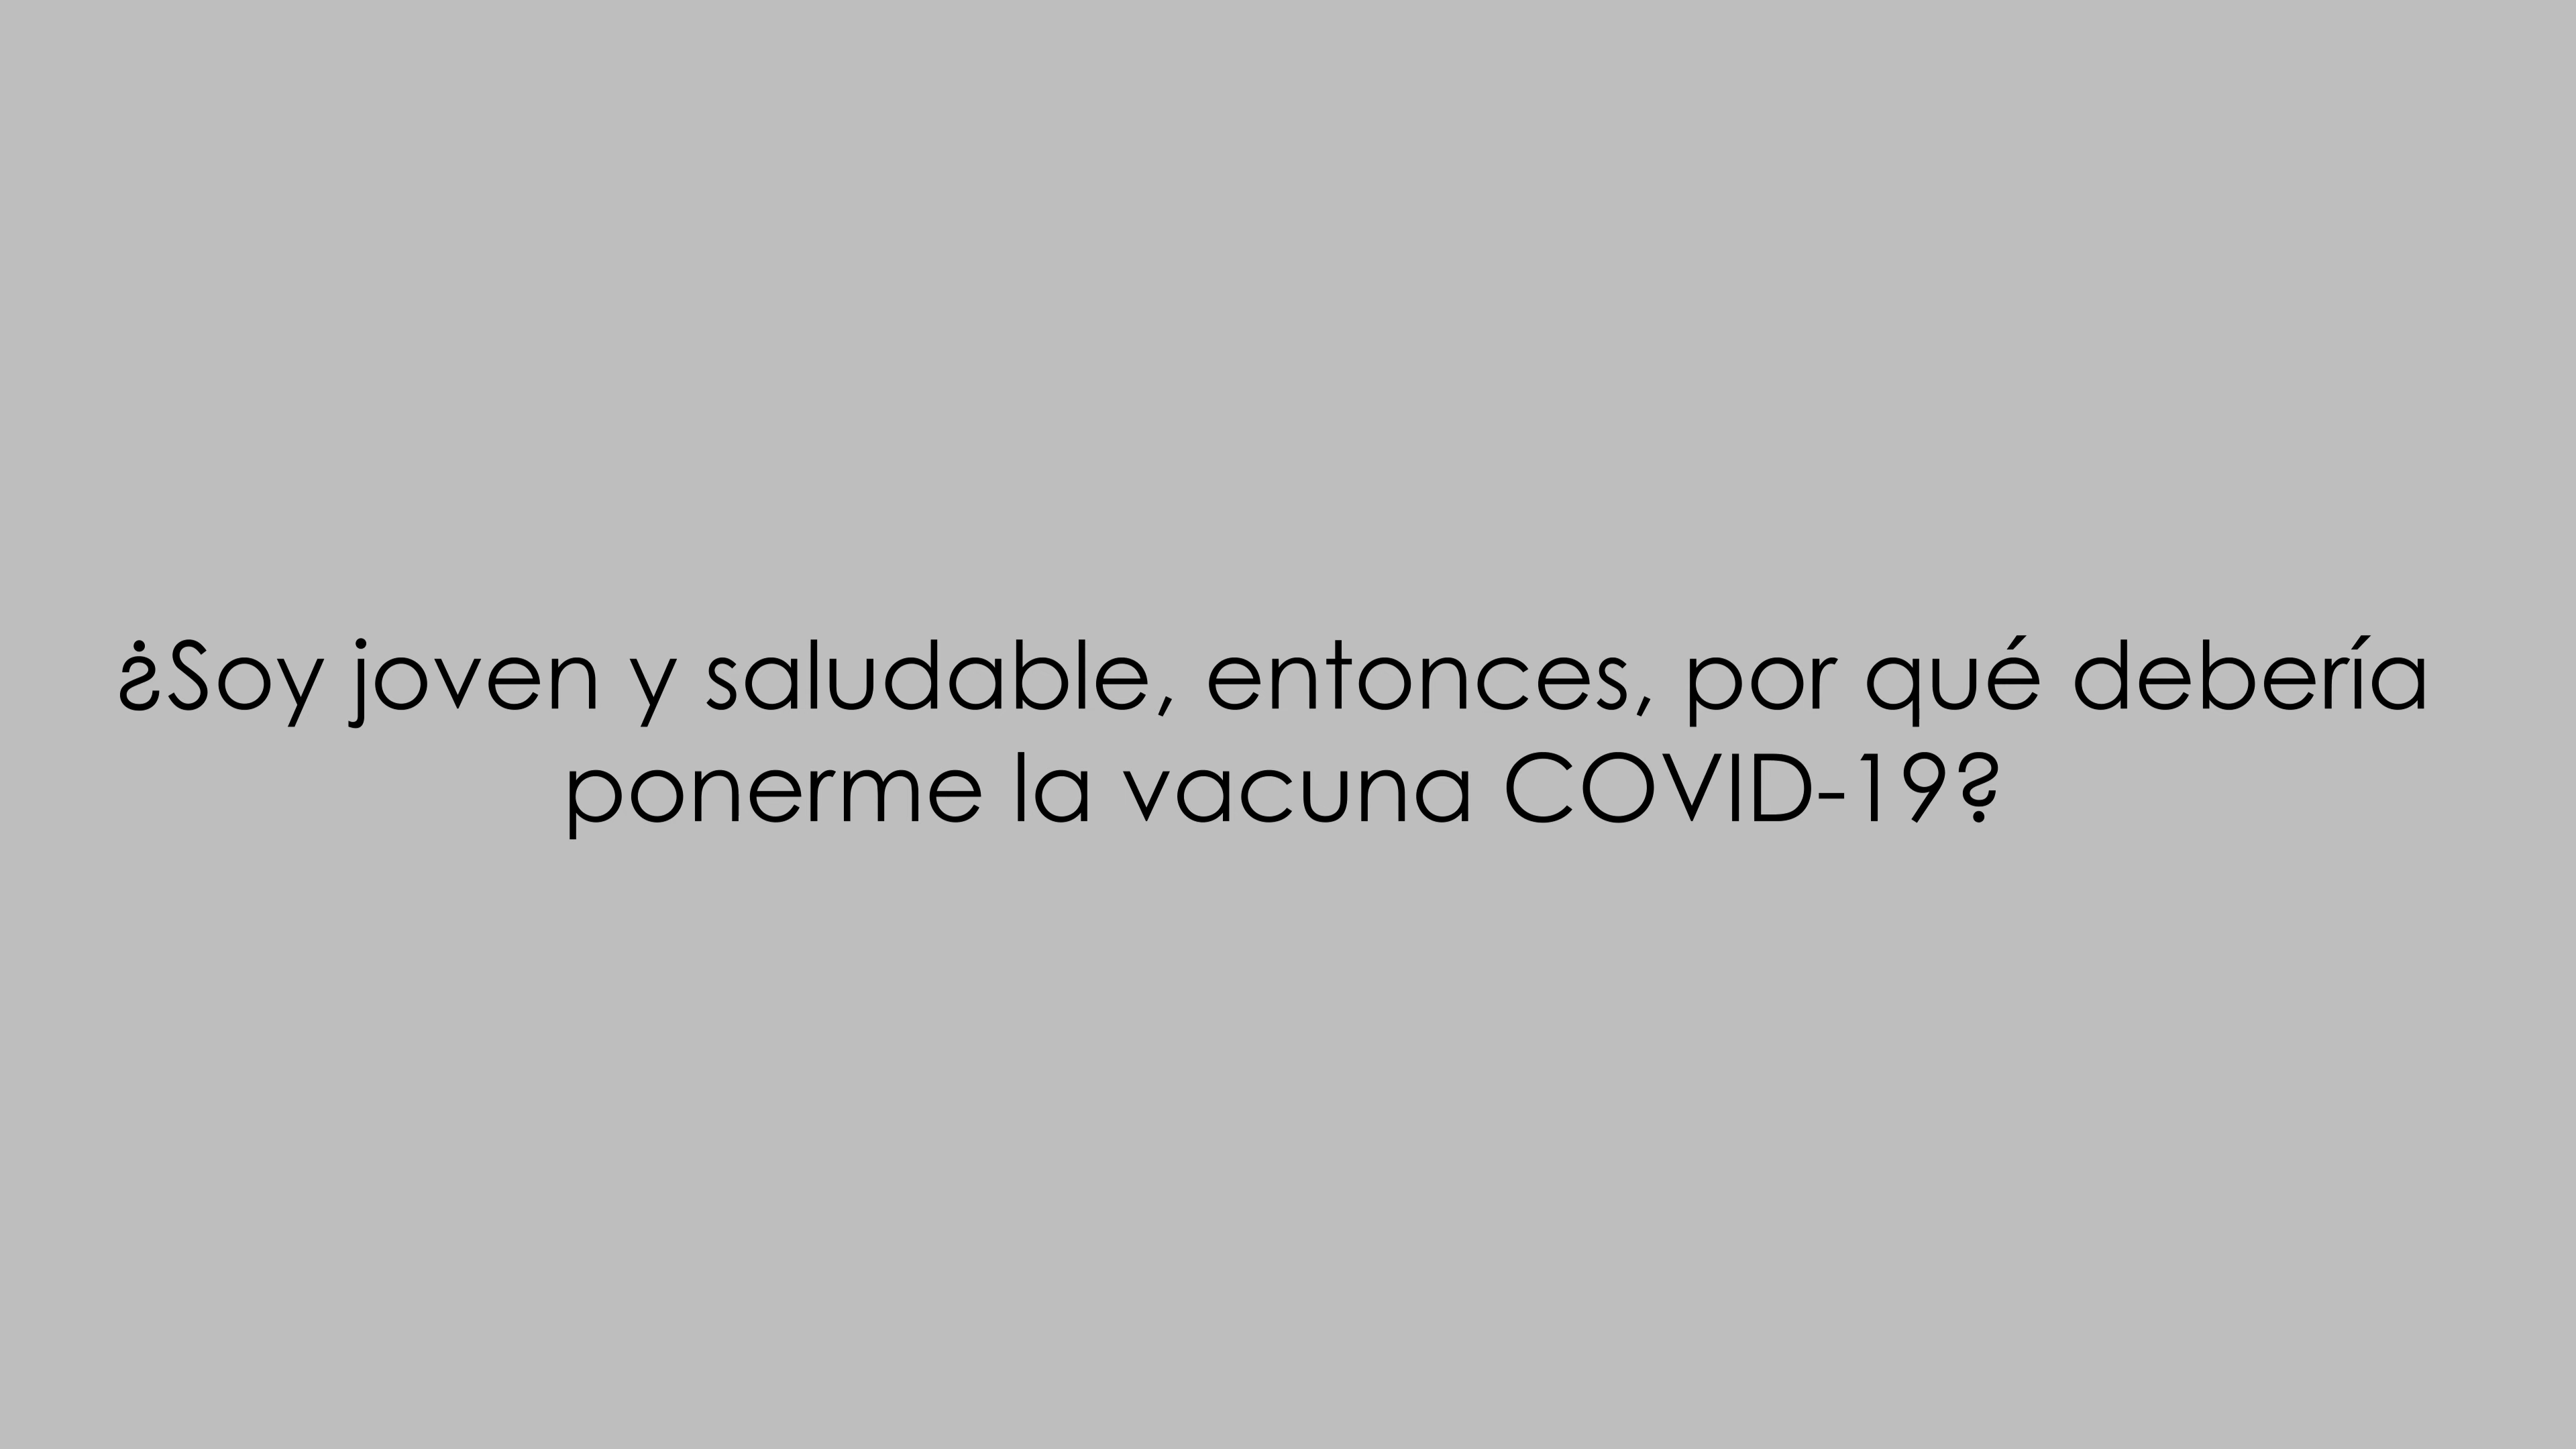 ¿Soy joven y saludable, entonces, por qué debería
ponerme la vacuna COVID-19?